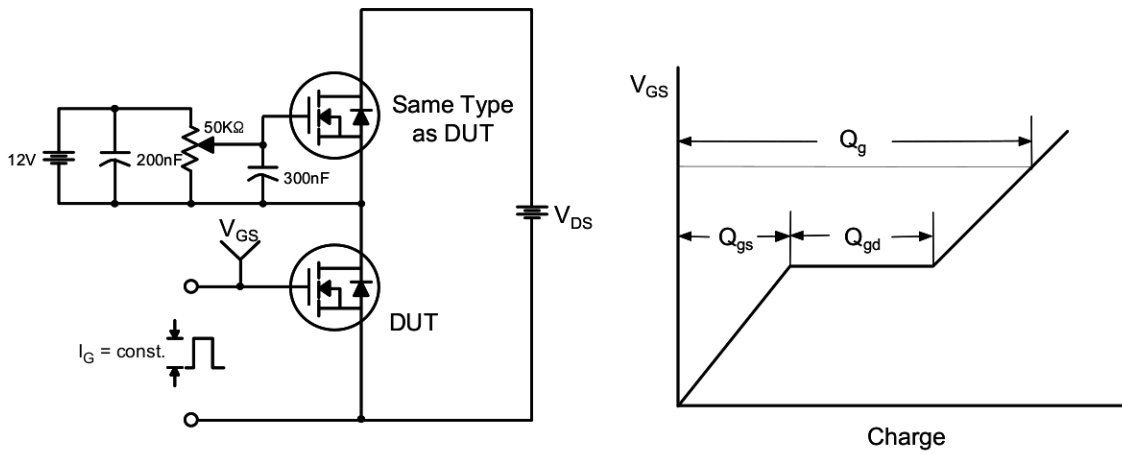 12V
200nF
50KΩ
300nF
Same Type
as DUT
V_DS
V_GS
DUT
I_G = const.
V_GS
Q_g
Q_gs
Q_gd
Charge